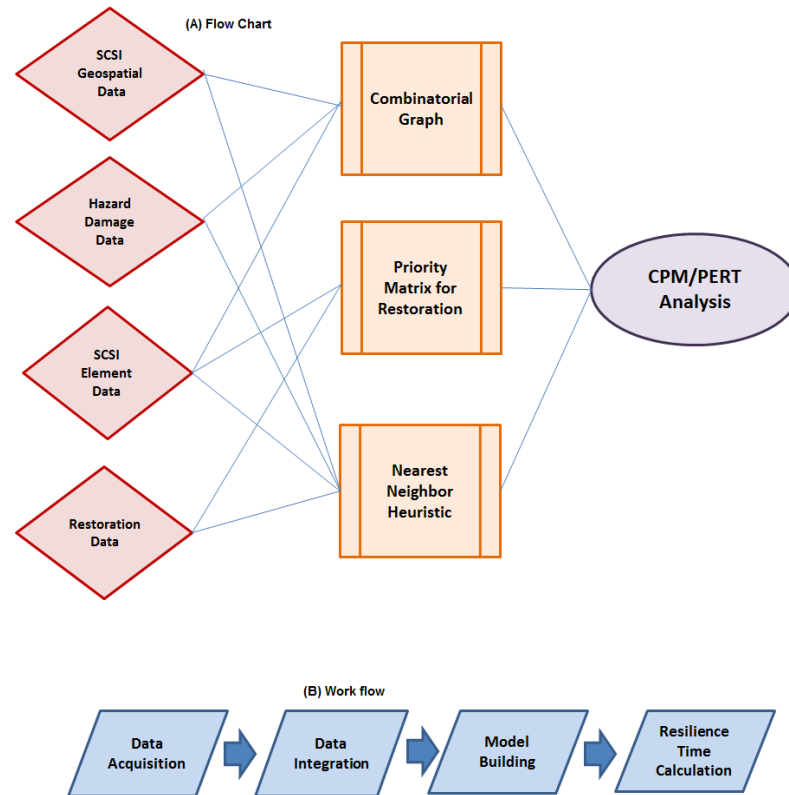 (A) Flow Chart
SCSI
Geospatial
Data
Hazard
Damage
Data
SCSI
Element
Data
Restoration
Data
Combinatorial
Graph
Priority
Matrix for
Restoration
Nearest
Neighbor
Heuristic
CPM/PERT
Analysis
(B) Work flow
Data
Acquisition
Data
Integration
Model
Building
Resilience
Time
Calculation